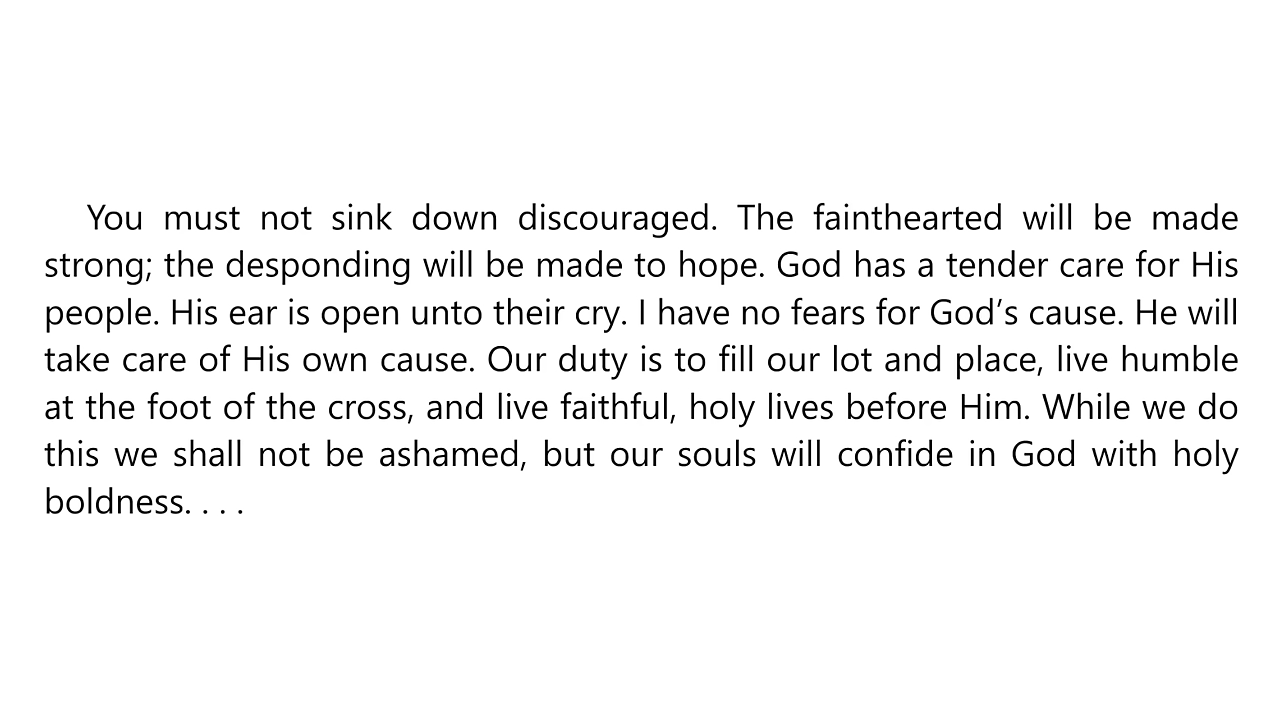 You must not sink down discouraged. The fainthearted will be made
strong; the desponding will be made to hope. God has a tender care for His
people. His ear is open unto their cry. I have no fears for God’s cause. He will
take care of His own cause. Our duty is to fill our lot and place, live humble
at the foot of the cross, and live faithful, holy lives before Him. While we do
this we shall not be ashamed, but our souls will confide in God with holy
boldness. . . .